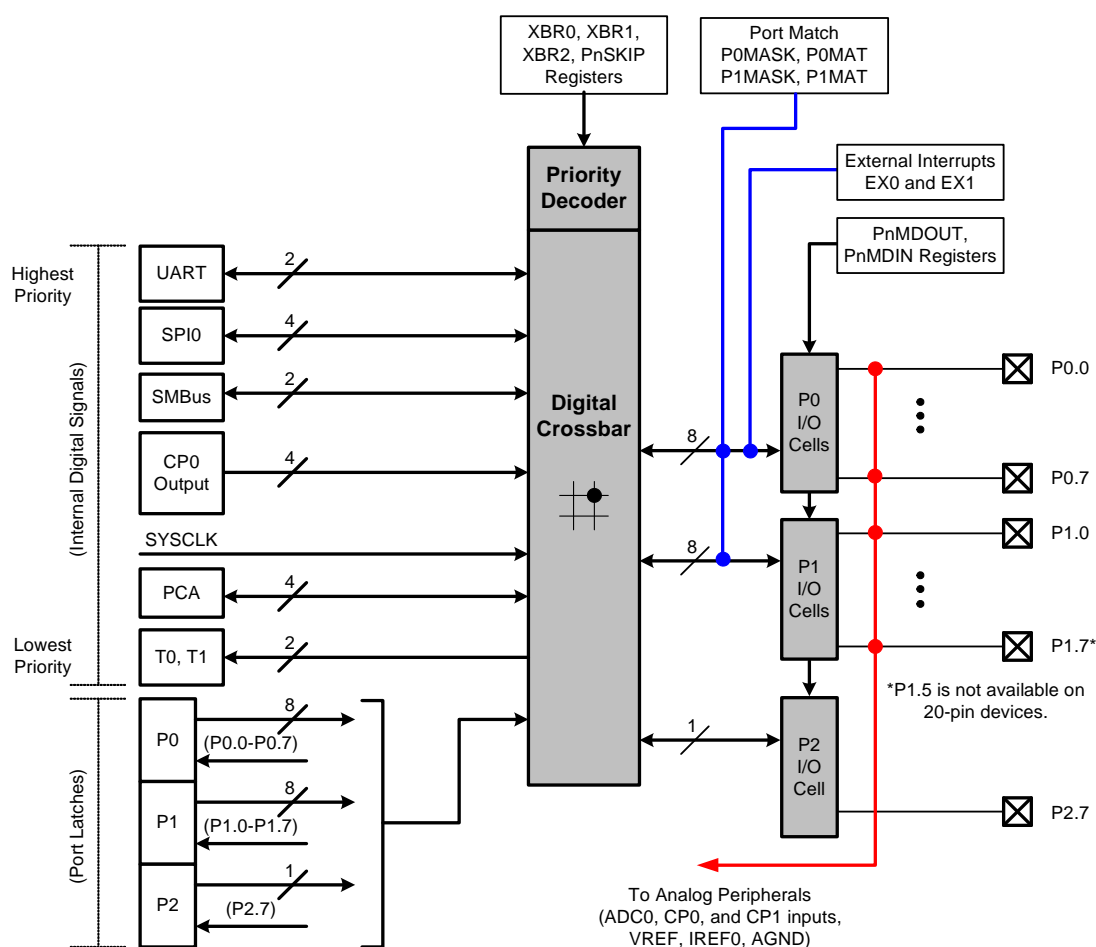 XBR0, XBR1,
XBR2, PnSKIP
Registers
Port Match
P0MASK, P0MAT
P1MASK, P1MAT
External Interrupts
EX0 and EX1
Priority
Decoder
PnMDOUT,
PnMDIN Registers
Highest
Priority
UART
2
SPI0
4
SMBus
2
CP0
Output
4
SYSCLK
PCA
4
Lowest
Priority
T0, T1
2
(Internal Digital Signals)
Digital
Crossbar
8
P0
I/O
Cells
P0.0
P0.7
8
P1
I/O
Cells
P1.0
P1.7*
*P1.5 is not available on
20-pin devices.
1
P2
I/O
Cell
P2.7
(Port Latches)
P0
8
(P0.0-P0.7)
P1
8
(P1.0-P1.7)
P2
1
(P2.7)
To Analog Peripherals
(ADC0, CP0, and CP1 inputs,
VREF, IREF0, AGND)